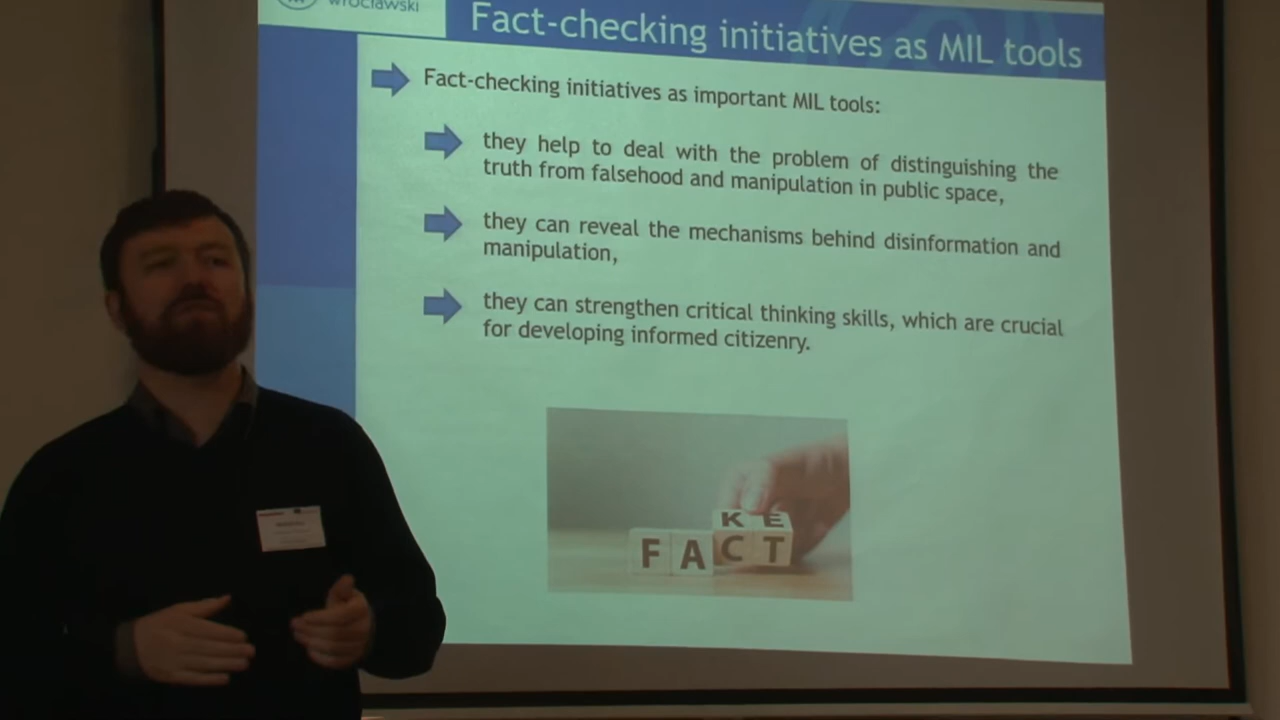 wrocławski
Fact-checking initiatives as MIL tools
Fact-checking initiatives as important MIL tools:
they help to deal with the problem of distinguishing the
truth from falsehood and manipulation in public space,
they can reveal the mechanisms behind disinformation and
manipulation,
they can strengthen critical thinking skills, which are crucial
for developing informed citizenry.
K E
F A C T